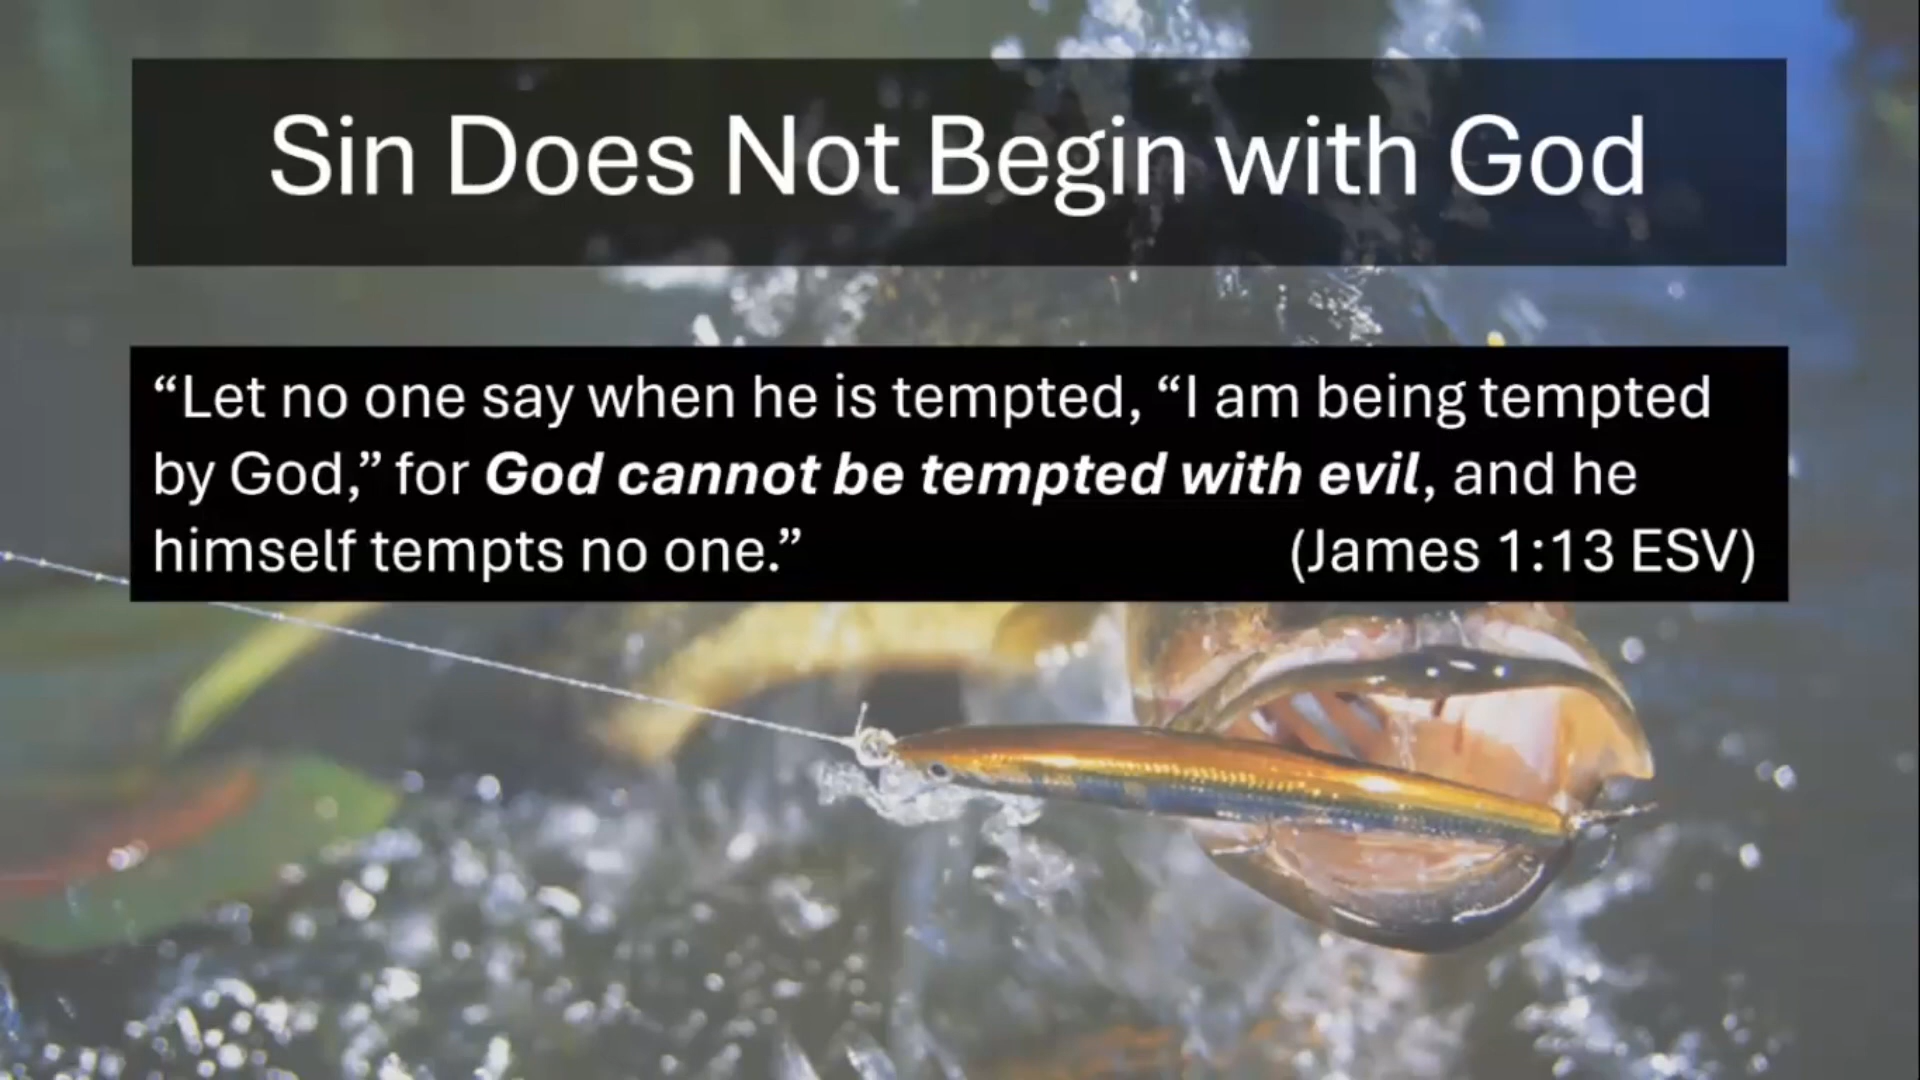 Sin Does Not Begin with God
“Let no one say when he is tempted, “I am being tempted
by God,” for God cannot be tempted with evil, and he
himself tempts no one.” (James 1:13 ESV)